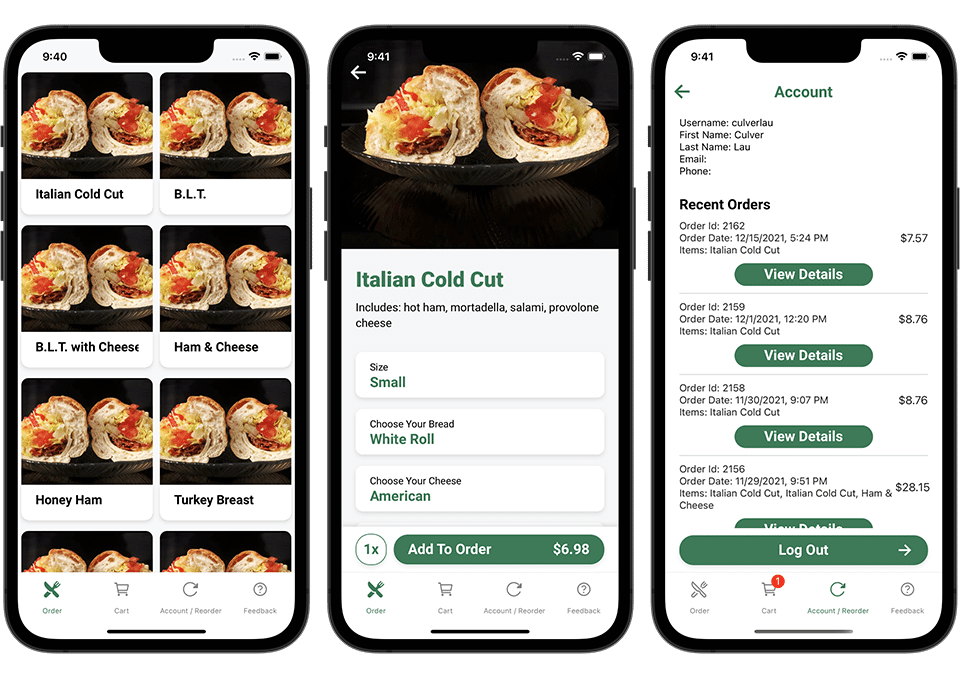 9:40
Italian Cold Cut
B.L.T.
B.L.T. with Cheese
Ham & Cheese
Honey Ham
Turkey Breast
Order
Cart
Account / Reorder
Feedback
9:41
Italian Cold Cut
Includes: hot ham, mortadella, salami, provolone
cheese
Size
Small
Choose Your Bread
White Roll
Choose Your Cheese
American
1x
Add To Order $6.98
Order
Cart
Account / Reorder
Feedback
9:41
Account
Username: culverlau
First Name: Culver
Last Name: Lau
Email:
Phone:
Recent Orders
Order Id: 2162
Order Date: 12/15/2021, 5:24 PM
$7.57
Items: Italian Cold Cut
View Details
Order Id: 2159
Order Date: 12/1/2021, 12:20 PM
$8.76
Items: Italian Cold Cut
View Details
Order Id: 2158
Order Date: 11/30/2021, 9:07 PM
$8.76
Items: Italian Cold Cut
View Details
Order Id: 2156
Order Date: 11/29/2021, 9:51 PM
$28.15
Items: Italian Cold Cut, Italian Cold Cut, Ham &
Cheese
View Details
Log Out
1
Order
Cart
Account / Reorder
Feedback